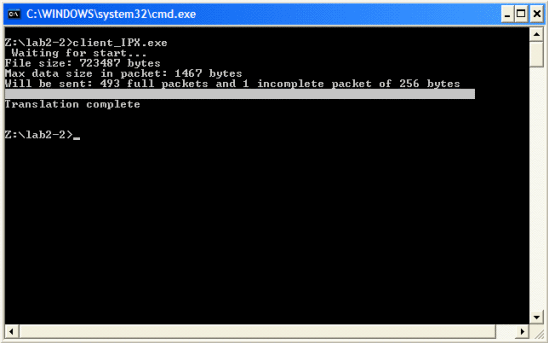 C:\WINDOWS\system32\cmd.exe
Z:\lab2-2>client_IPX.exe
Waiting for start...
File size: 723487 bytes
Max data size in packet: 1467 bytes
Will be sent: 493 full packets and 1 incomplete packet of 256 bytes
Translation complete
Z:\lab2-2>_